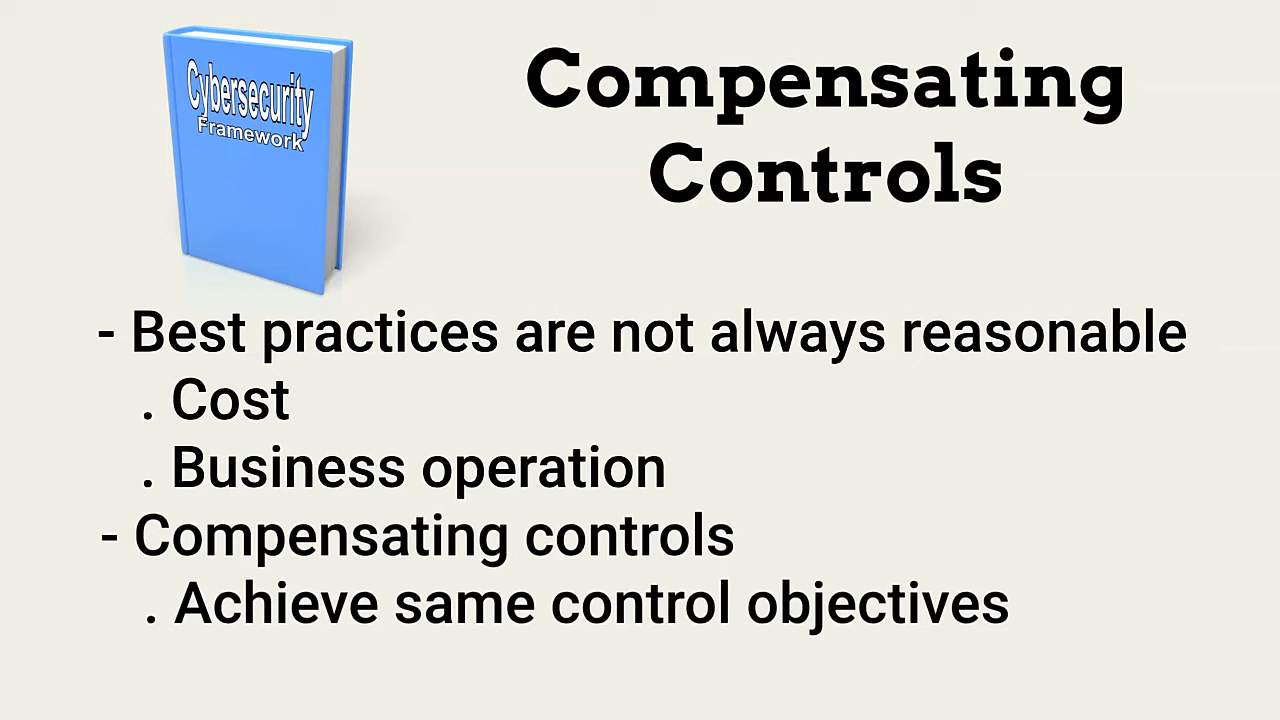 Cybersecurity
Framework
Compensating
Controls
- Best practices are not always reasonable
. Cost
. Business operation
- Compensating controls
. Achieve same control objectives